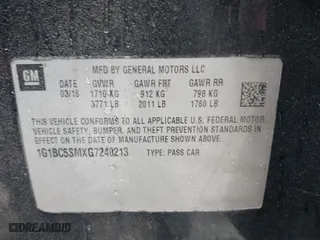 GM
MFD BY GENERAL MOTORS LLC
DATE GVWR GAWR FRT GAWR RR
03/16 1710 KG 912 KG 798 KG
3771 LB 2011 LB 1760 LB
THIS VEHICLE CONFORMS TO ALL APPLICABLE U.S. FEDERAL MOTOR
VEHICLE SAFETY, BUMPER, AND THEFT PREVENTION STANDARDS IN
EFFECT ON THE DATE OF MANUFACTURE SHOWN ABOVE.
1G1BC5SMXG7240213 TYPE: PASS CAR